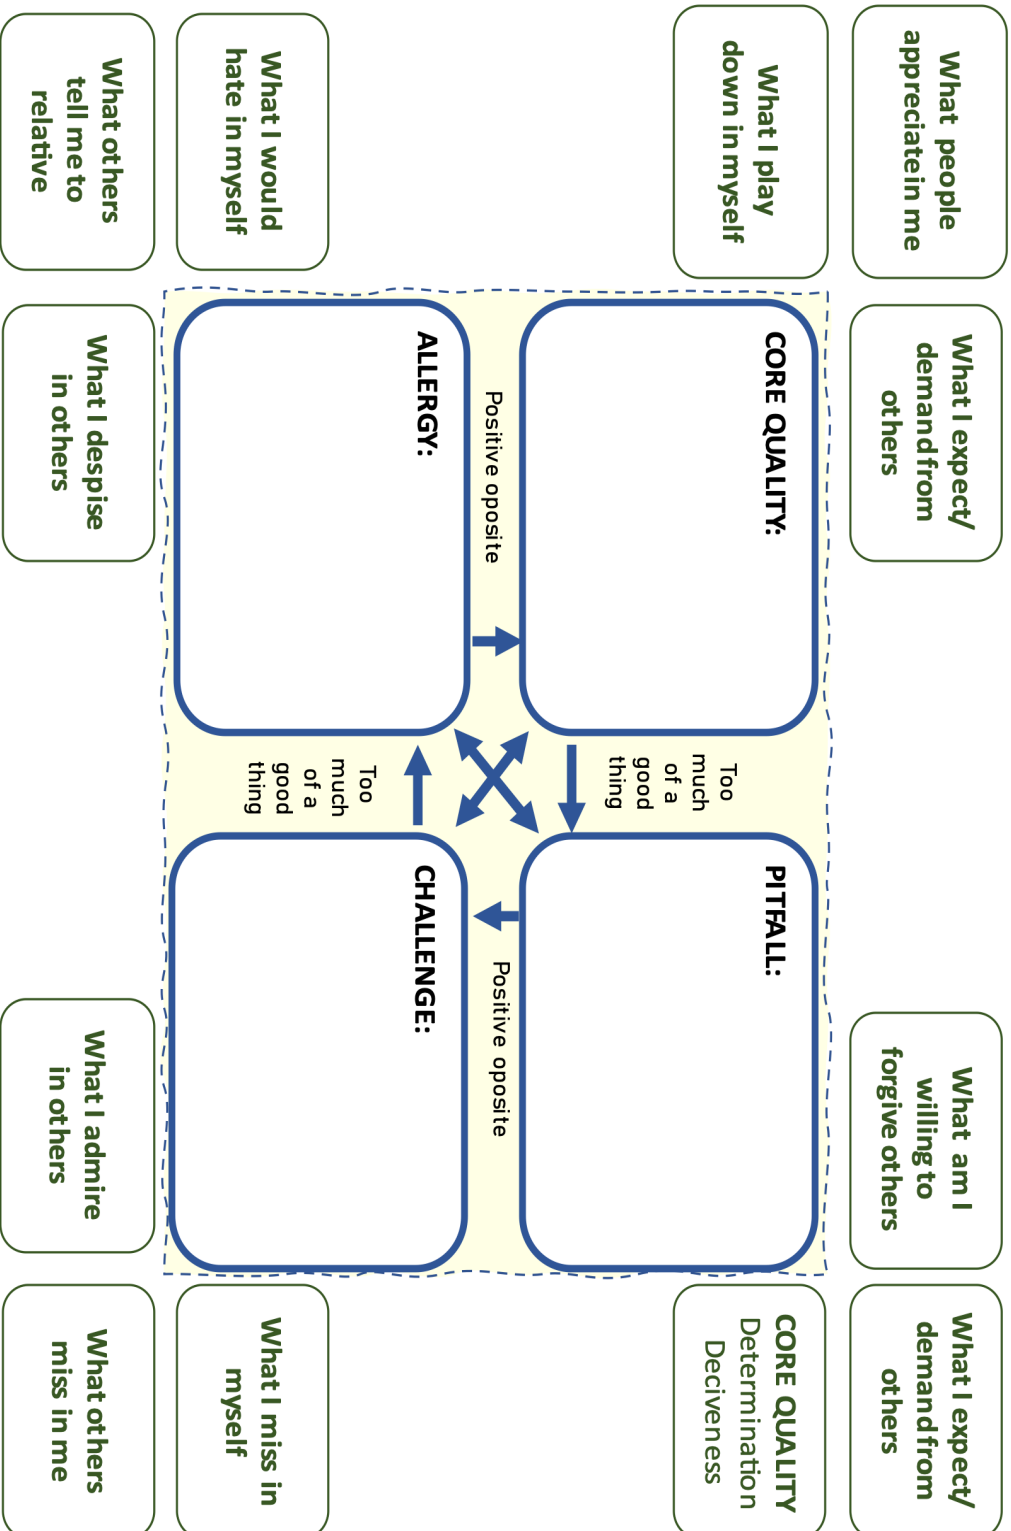 What people
appreciate in me
What I expect/
demand from
others
What am I
willing to
forgive others
What I expect/
demand from
others
What I play
down in myself
CORE QUALITY:
Too
much
of a
good
thing
PITFALL:
CORE QUALITY
Determination
Deciveness
Positive oposite
Positive oposite
What I would
hate in myself
ALLERGY:
Too
much
of a
good
thing
CHALLENGE:
What I miss in
myself
What others
tell me to
relative
What I despise
in others
What I admire
in others
What others
miss in me